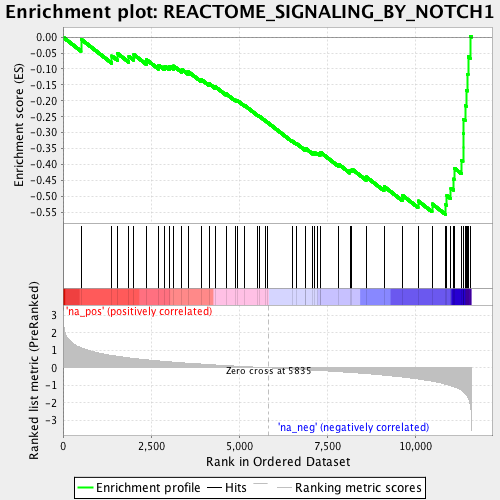 Enrichment plot: REACTOME_SIGNALING_BY_NOTCH1
Enrichment score (ES)
0.00
-0.05
-0.10
-0.15
-0.20
-0.25
-0.30
-0.35
-0.40
-0.45
-0.50
-0.55
Ranked list metric (PreRanked)
'na_pos' (positively correlated)
3
2
1
0
-1
-2
-3
Zero cross at 5835
'na_neg' (negatively correlated)
0 2,500 5,000 7,500 10,000
Rank in Ordered Dataset
Enrichment profile Hits Ranking metric scores